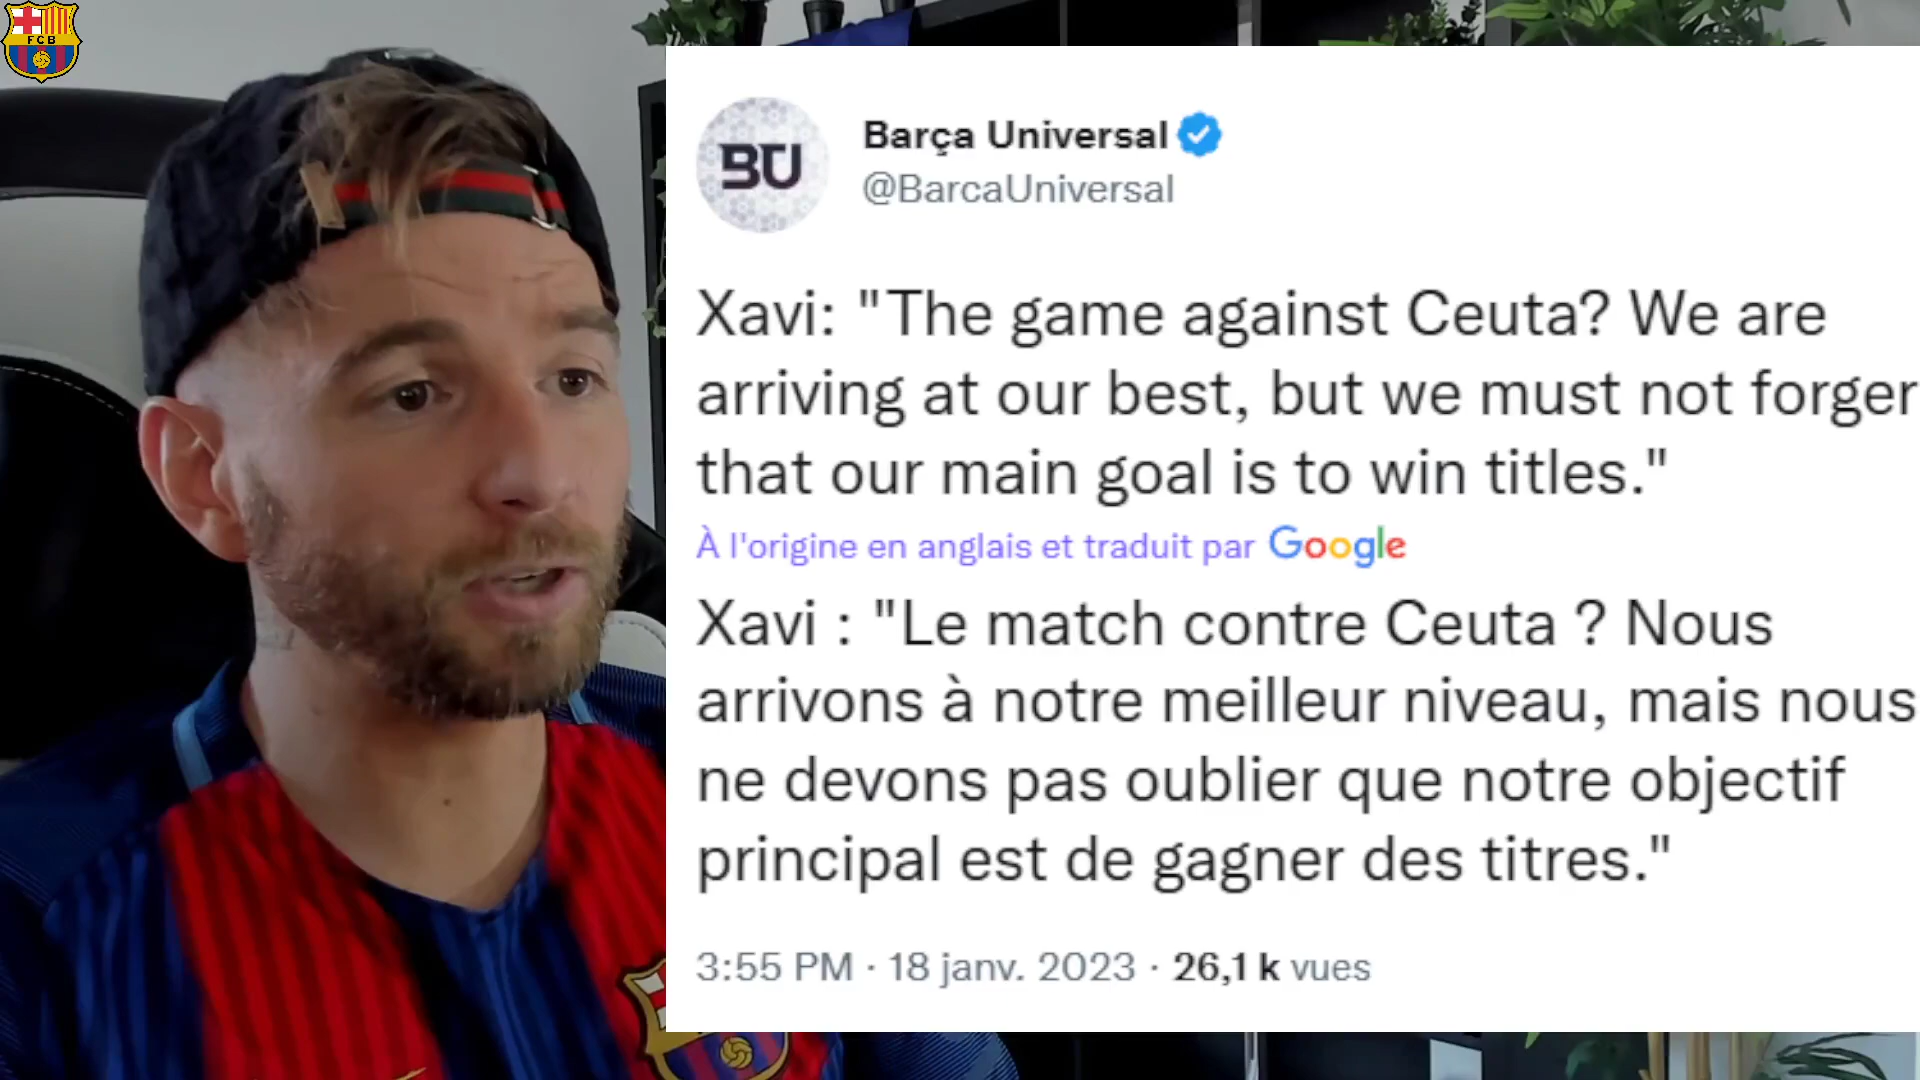 FCB
BU
Barça Universal
@BarcaUniversal
Xavi: "The game against Ceuta? We are
arriving at our best, but we must not forger
that our main goal is to win titles."
À l'origine en anglais et traduit par Google
Xavi : "Le match contre Ceuta ? Nous
arrivons à notre meilleur niveau, mais nous
ne devons pas oublier que notre objectif
principal est de gagner des titres."
3:55 PM · 18 janv. 2023 · 26,1 k vues